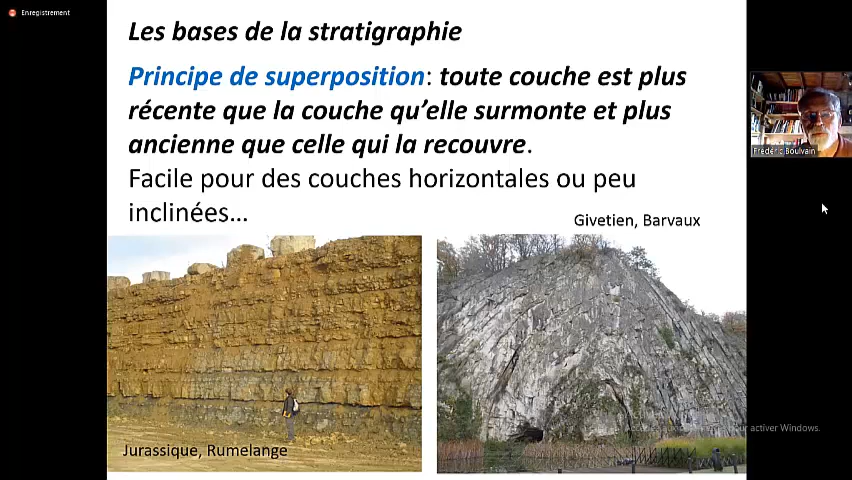 Enregistrement
Les bases de la stratigraphie
Principe de superposition: toute couche est plus
récente que la couche qu'elle surmonte et plus
ancienne que celle qui la recouvre.
Facile pour des couches horizontales ou peu
inclinées...
Givetien, Barvaux
Jurassique, Rumelange
Frédéric Boulvain
pour activer Windows.